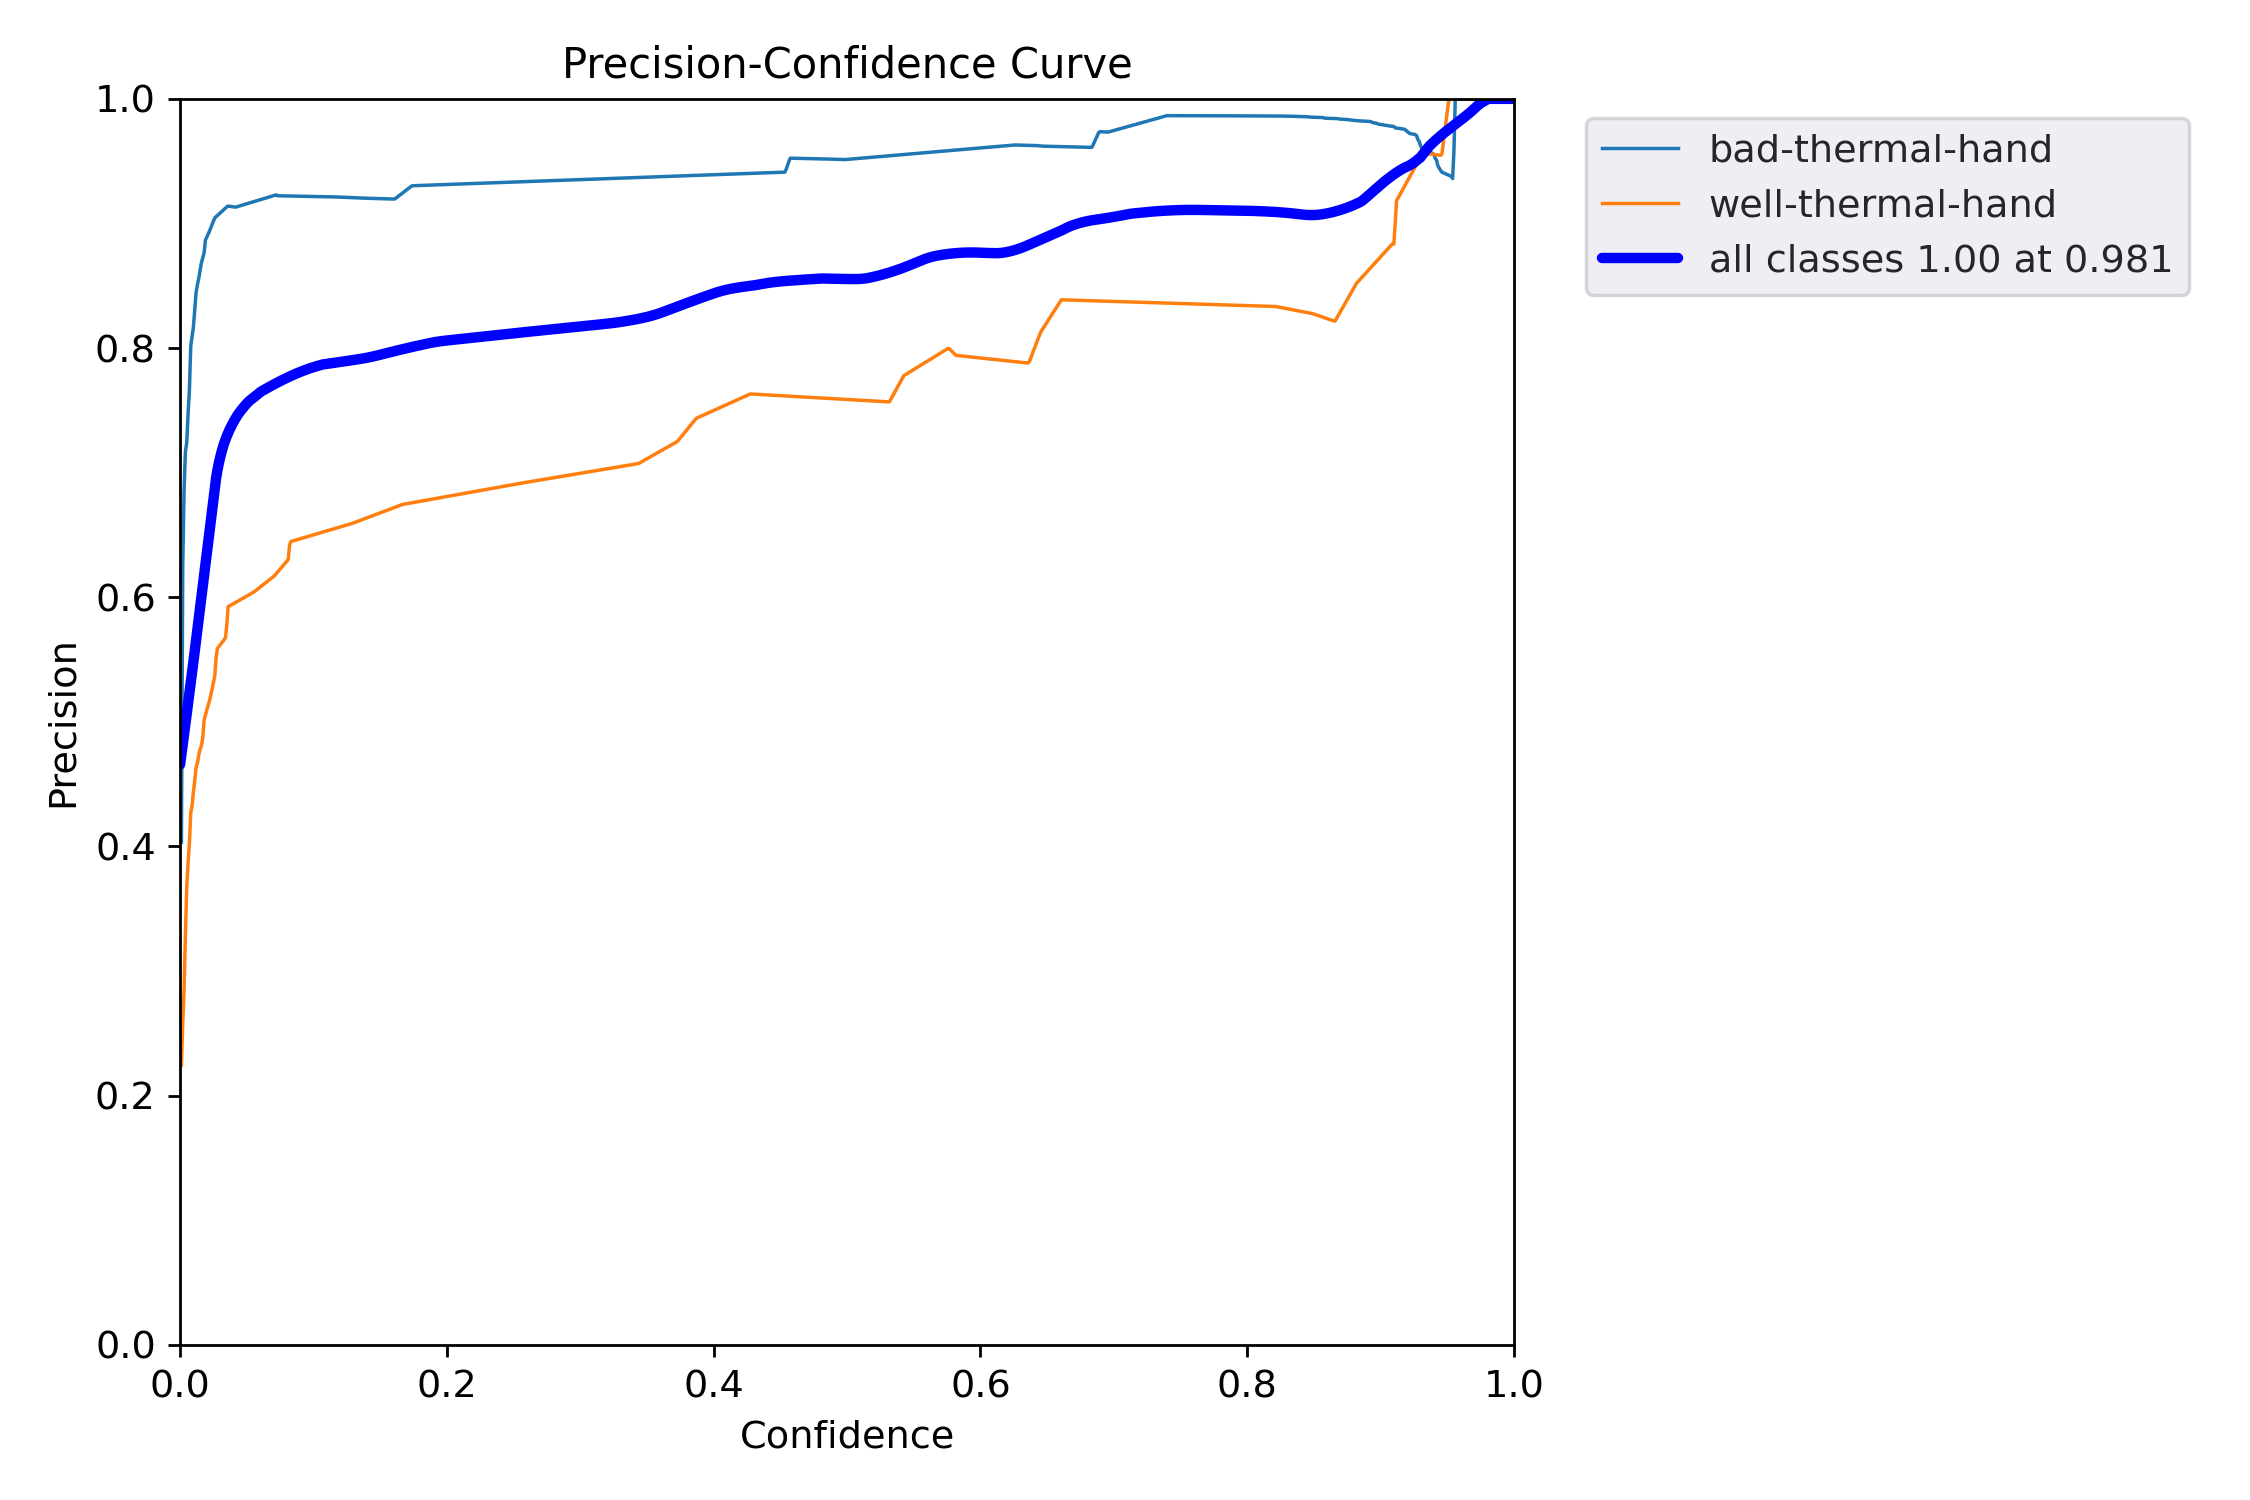 Precision-Confidence Curve
1.0
0.8
0.6
0.4
0.2
0.0
Precision
0.0 0.2 0.4 0.6 0.8 1.0
Confidence
bad-thermal-hand
well-thermal-hand
all classes 1.00 at 0.981